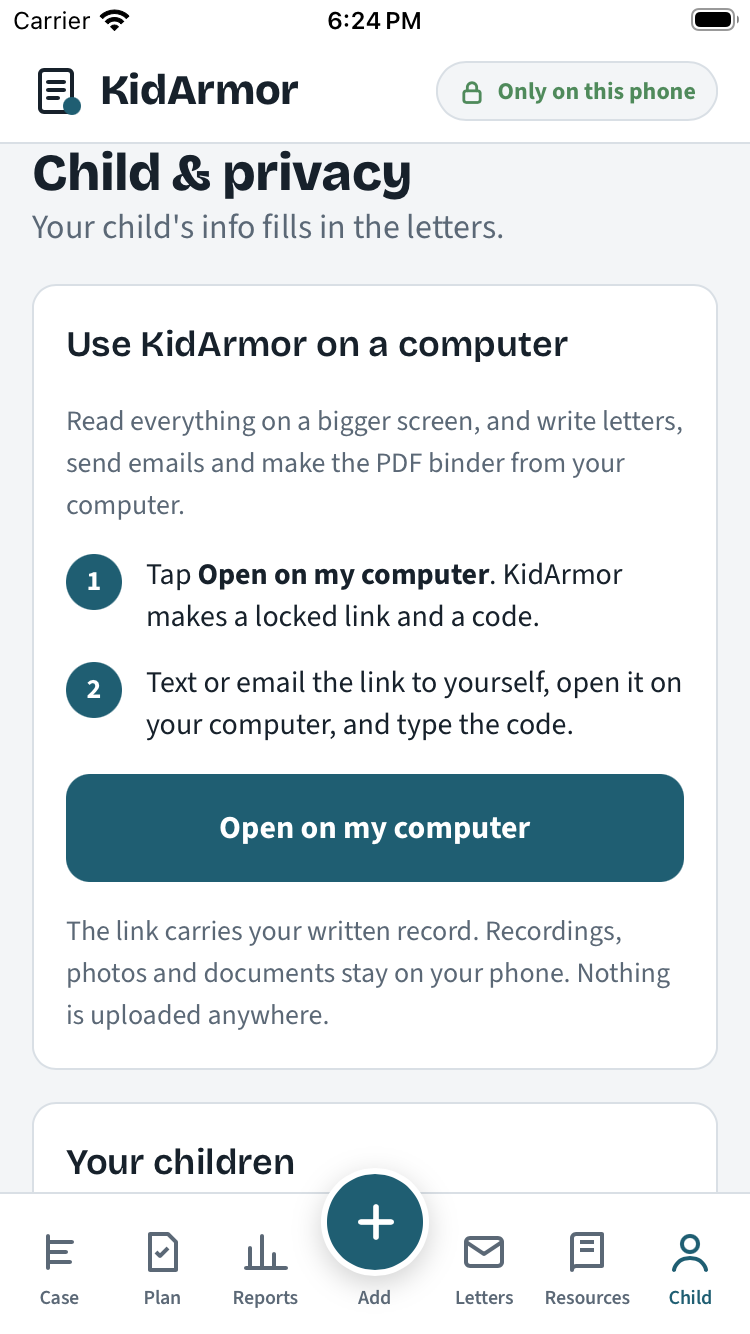 Carrier 6:24 PM
KidArmor
Only on this phone
Child & privacy
Your child's info fills in the letters.
Use KidArmor on a computer
Read everything on a bigger screen, and write letters,
send emails and make the PDF binder from your
computer.
1 Tap Open on my computer. KidArmor
makes a locked link and a code.
2 Text or email the link to yourself, open it on
your computer, and type the code.
Open on my computer
The link carries your written record. Recordings,
photos and documents stay on your phone. Nothing
is uploaded anywhere.
Your children
Case Plan Reports Add Letters Resources Child